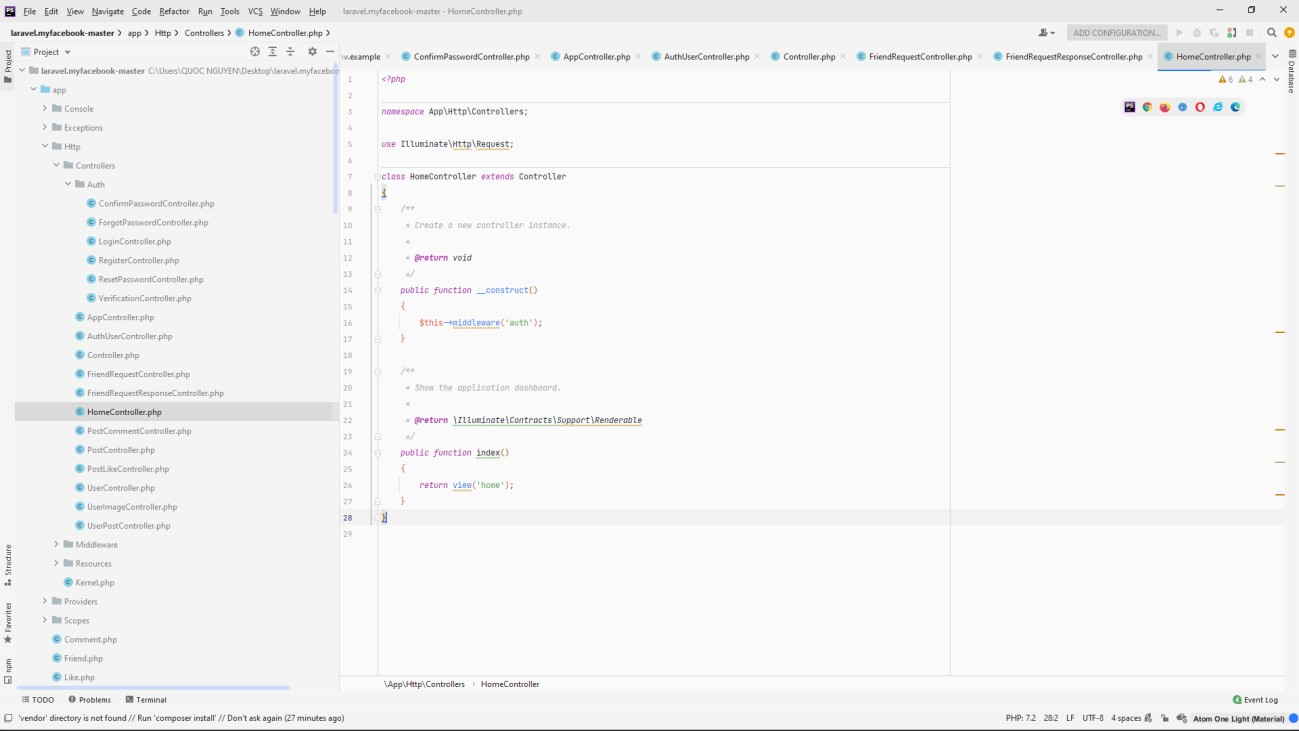 File Edit View Navigate Code Refactor Run Tools VCS Window Help laravel.myfacebook-master - HomeController.php
laravel.myfacebook-master app Http Controllers HomeController.php ADD CONFIGURATION...
Project
.example ConfirmPasswordController.php AppController.php AuthUserController.php Controller.php FriendRequestController.php FriendRequestResponseController.php HomeController.php
laravel.myfacebook-master C:\Users\QUOC NGUYEN\Desktop\laravel.myfaceboo
app
Console
Exceptions
Http
Controllers
Auth
ConfirmPasswordController.php
ForgotPasswordController.php
LoginController.php
RegisterController.php
ResetPasswordController.php
VerificationController.php
AppController.php
AuthUserController.php
Controller.php
FriendRequestController.php
FriendRequestResponseController.php
HomeController.php
PostCommentController.php
PostController.php
PostLikeController.php
UserController.php
UserImageController.php
UserPostController.php
Middleware
Resources
Kernel.php
Providers
Scopes
Comment.php
Friend.php
Like.php
Project
Structure
Favorites
npm
1 <?php
2
3 namespace App\Http\Controllers;
4
5 use Illuminate\Http\Request;
6
7 class HomeController extends Controller
8 {
9 /**
10 * Create a new controller instance.
11 *
12 * @return void
13 */
14 public function __construct()
15 {
16 $this->middleware('auth');
17 }
18
19 /**
20 * Show the application dashboard.
21 *
22 * @return \Illuminate\Contracts\Support\Renderable
23 */
24 public function index()
25 {
26 return view('home');
27 }
28 }
29
6 4
Database
\App\Http\Controllers HomeController
TODO Problems Terminal 4 Event Log
'vendor' directory is not found // Run 'composer install' // Don't ask again (27 minutes ago) PHP: 7.2 28:2 LF UTF-8 4 spaces Atom One Light (Material)